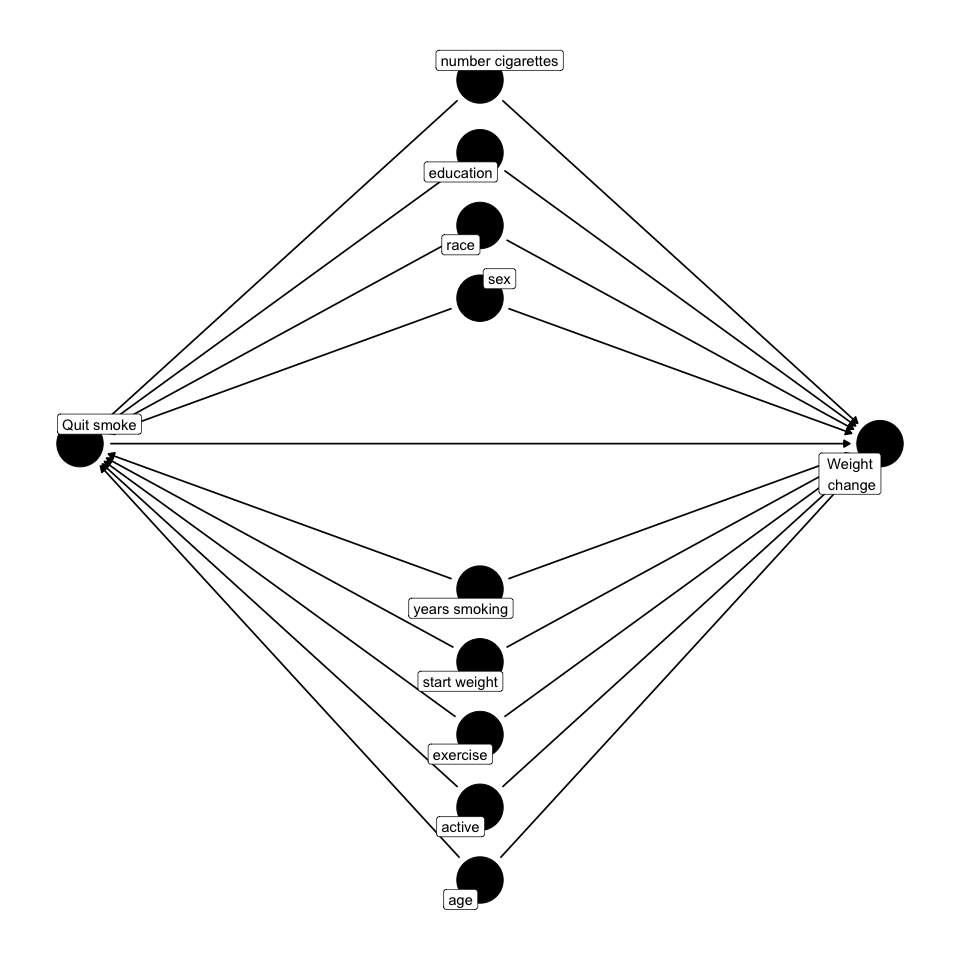 number cigarettes
education
race
sex
Quit smoke
Weight
change
years smoking
start weight
exercise
active
age